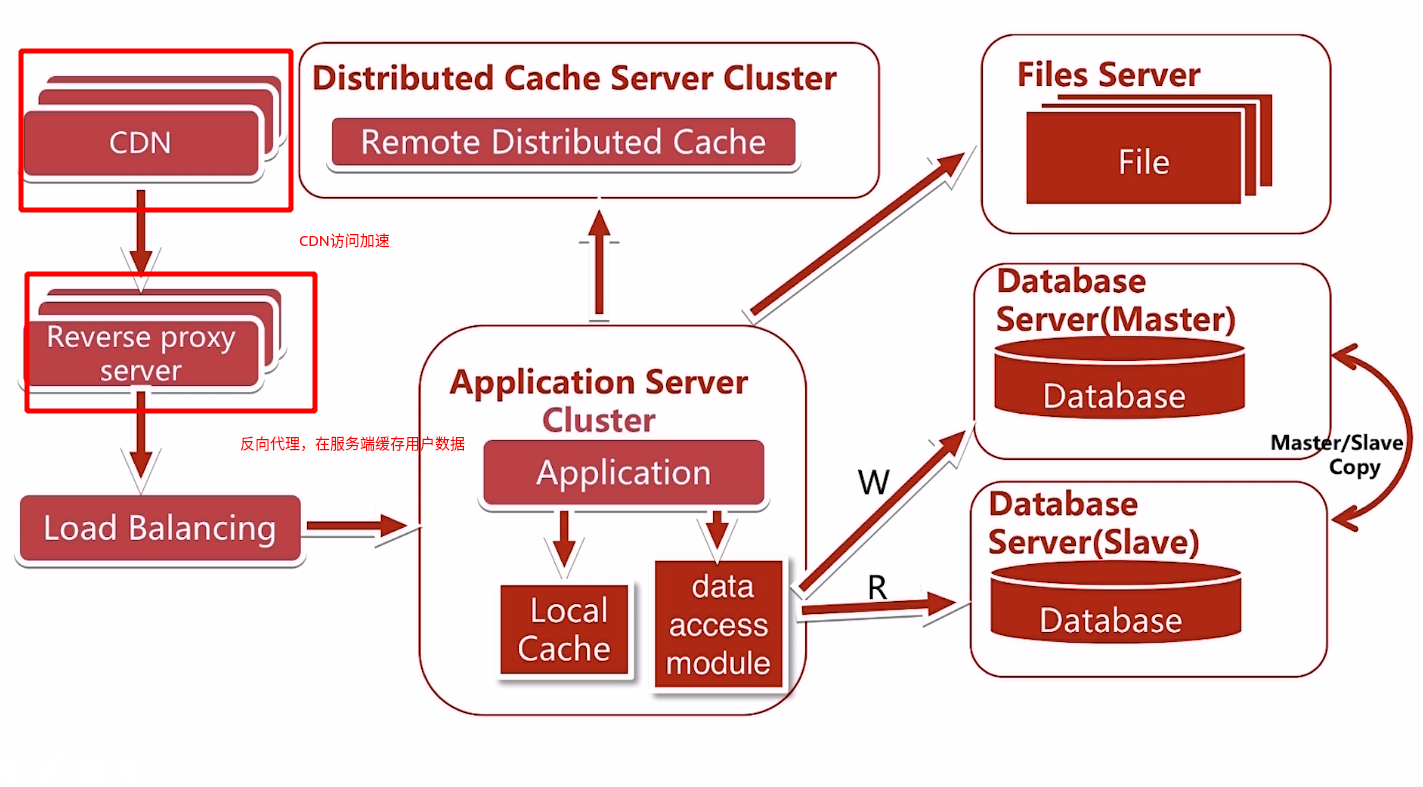 CDN
Distributed Cache Server Cluster
Remote Distributed Cache
Files Server
File
CDN访问加速
Reverse proxy
server
反向代理，在服务端缓存用户数据
Load Balancing
Application Server
Cluster
Application
Local
Cache
data
access
module
W
R
Database
Server(Master)
Database
Master/Slave
Copy
Database
Server(Slave)
Database